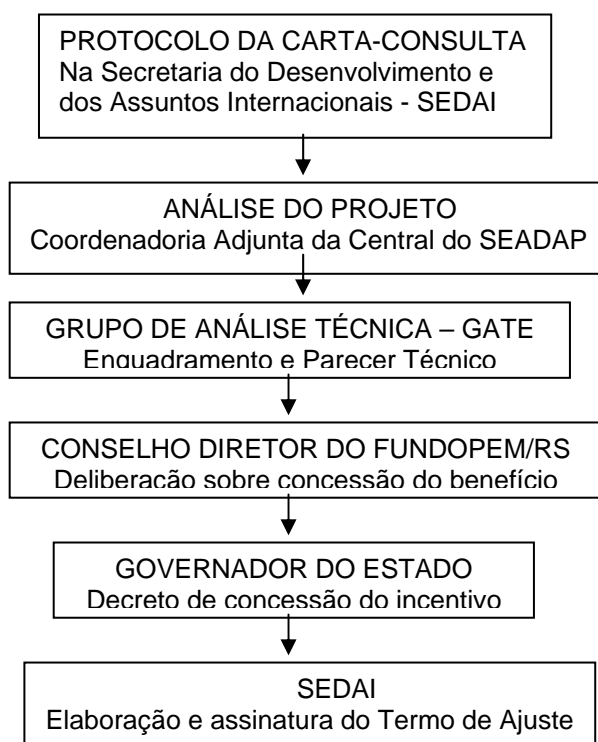 PROTOCOLO DA CARTA-CONSULTA
Na Secretaria do Desenvolvimento e
dos Assuntos Internacionais - SEDAI
ANÁLISE DO PROJETO
Coordenadoria Adjunta da Central do SEADAP
GRUPO DE ANÁLISE TÉCNICA – GATE
Enquadramento e Parecer Técnico
CONSELHO DIRETOR DO FUNDOPEM/RS
Deliberação sobre concessão do benefício
GOVERNADOR DO ESTADO
Decreto de concessão do incentivo
SEDAI
Elaboração e assinatura do Termo de Ajuste